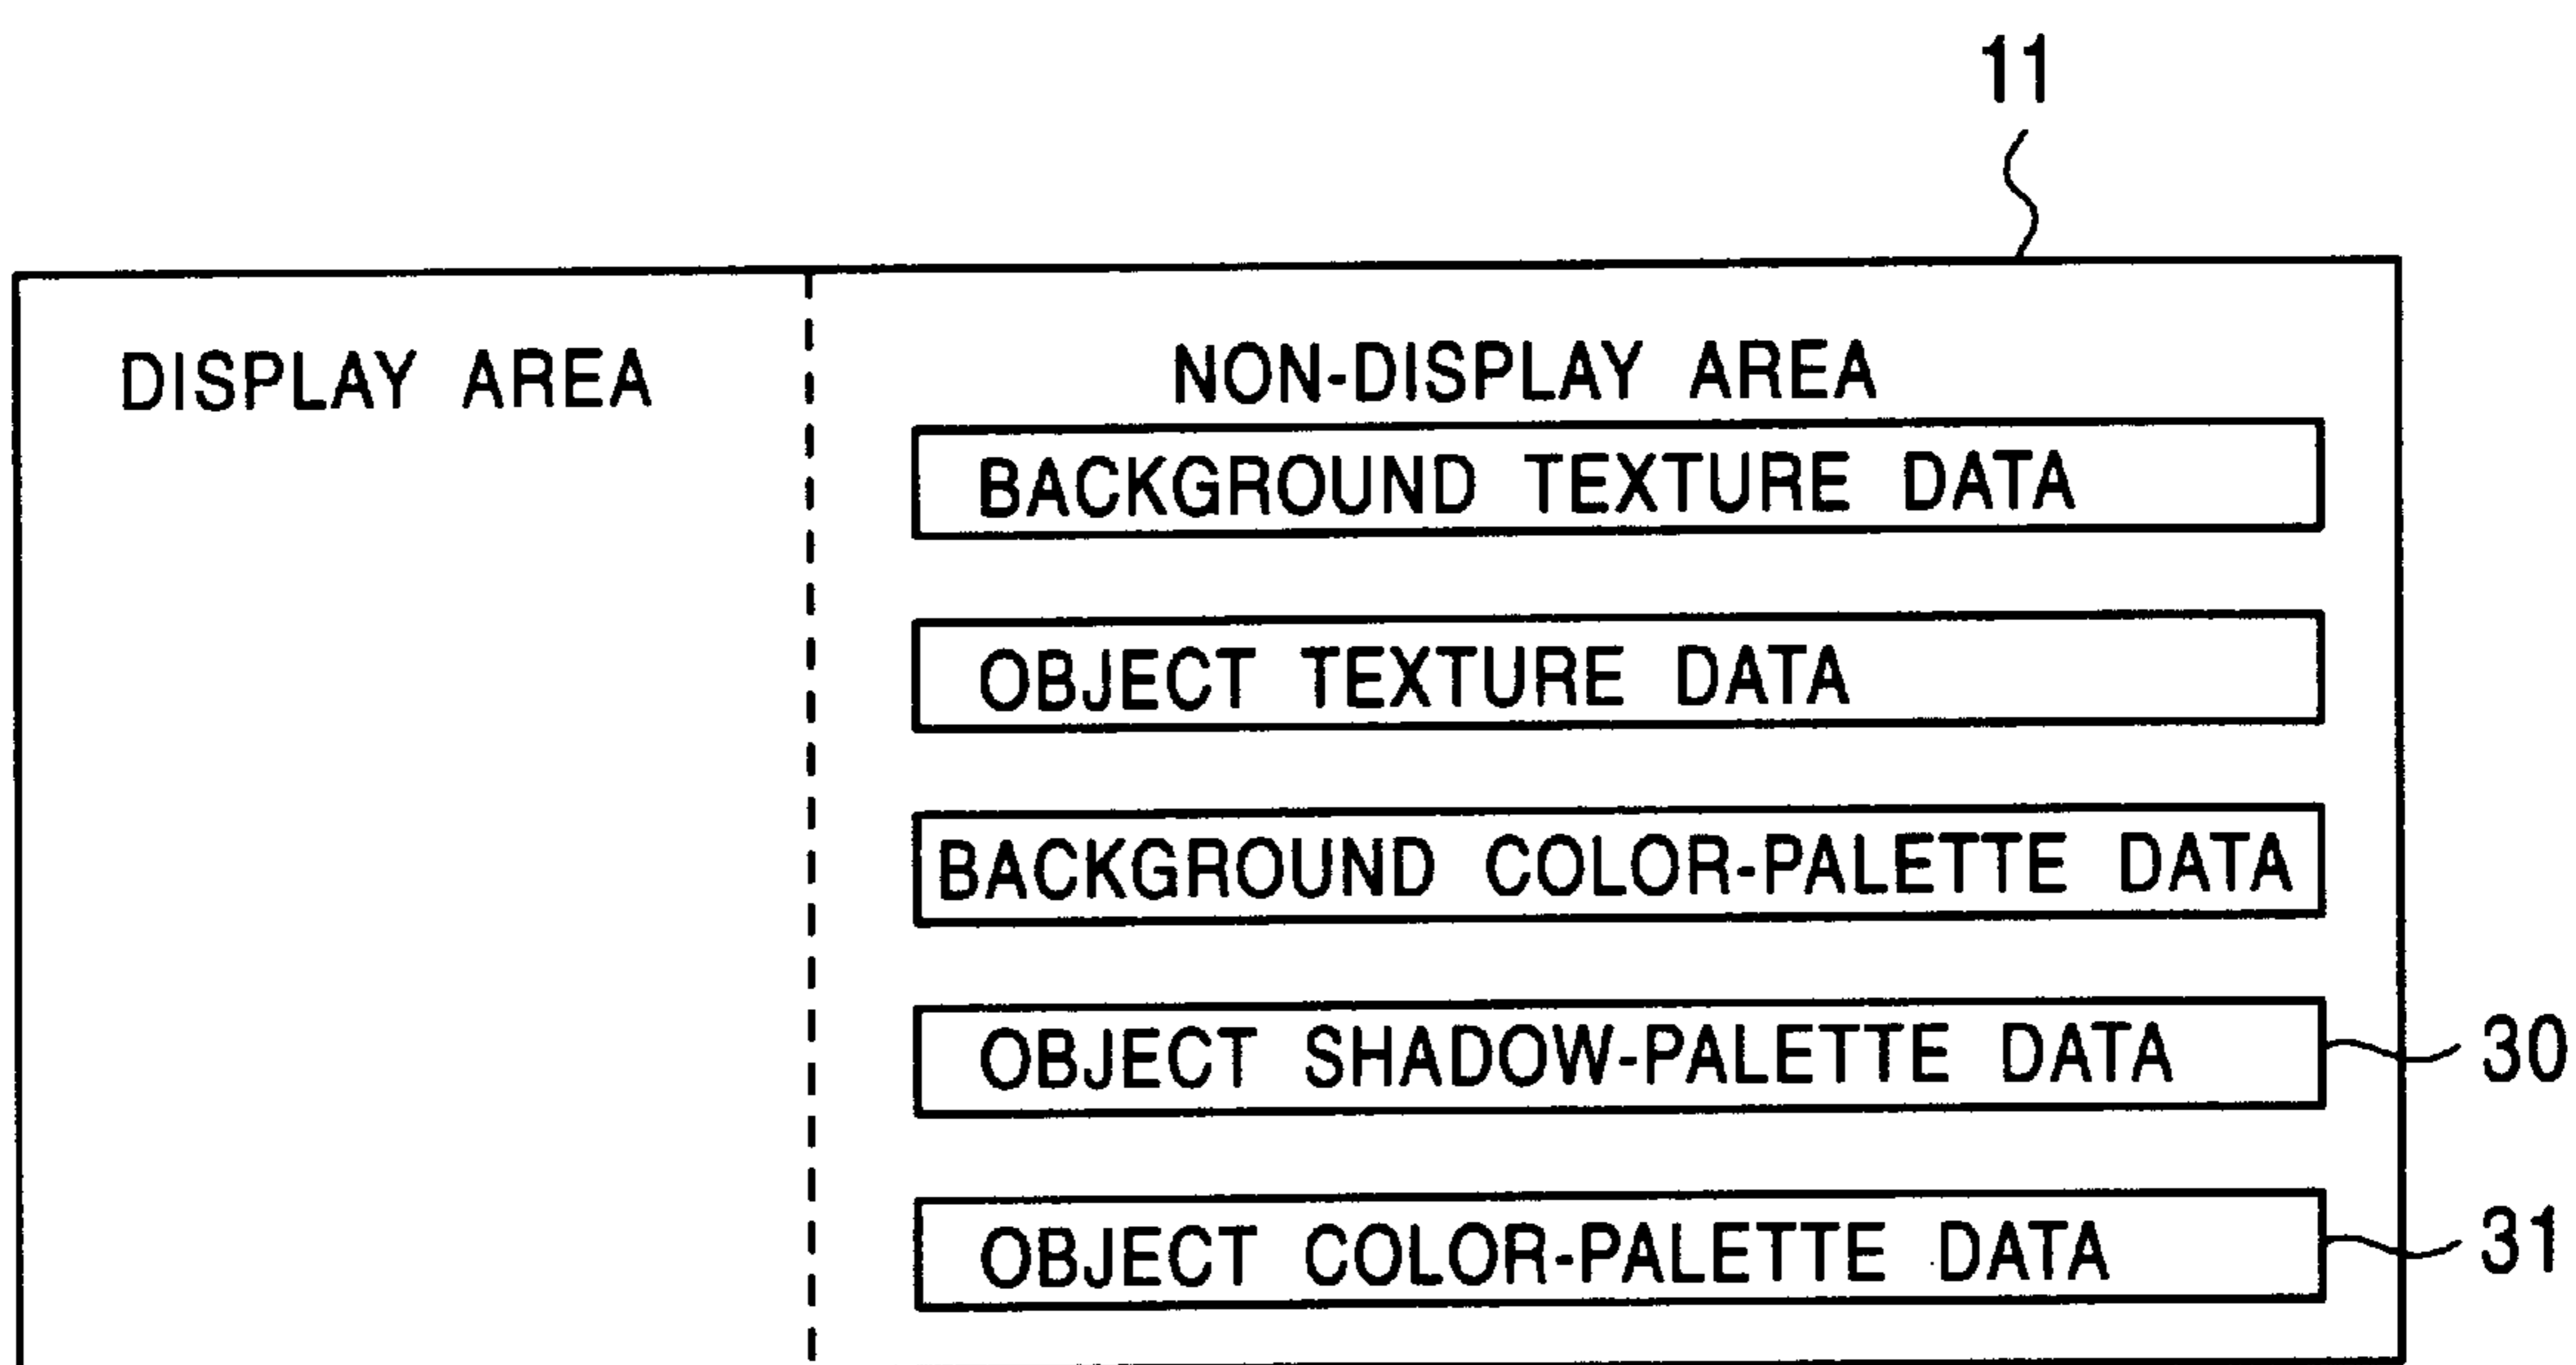 11
DISPLAY AREA
NON-DISPLAY AREA
BACKGROUND TEXTURE DATA
OBJECT TEXTURE DATA
BACKGROUND COLOR-PALETTE DATA
OBJECT SHADOW-PALETTE DATA
30
OBJECT COLOR-PALETTE DATA
31